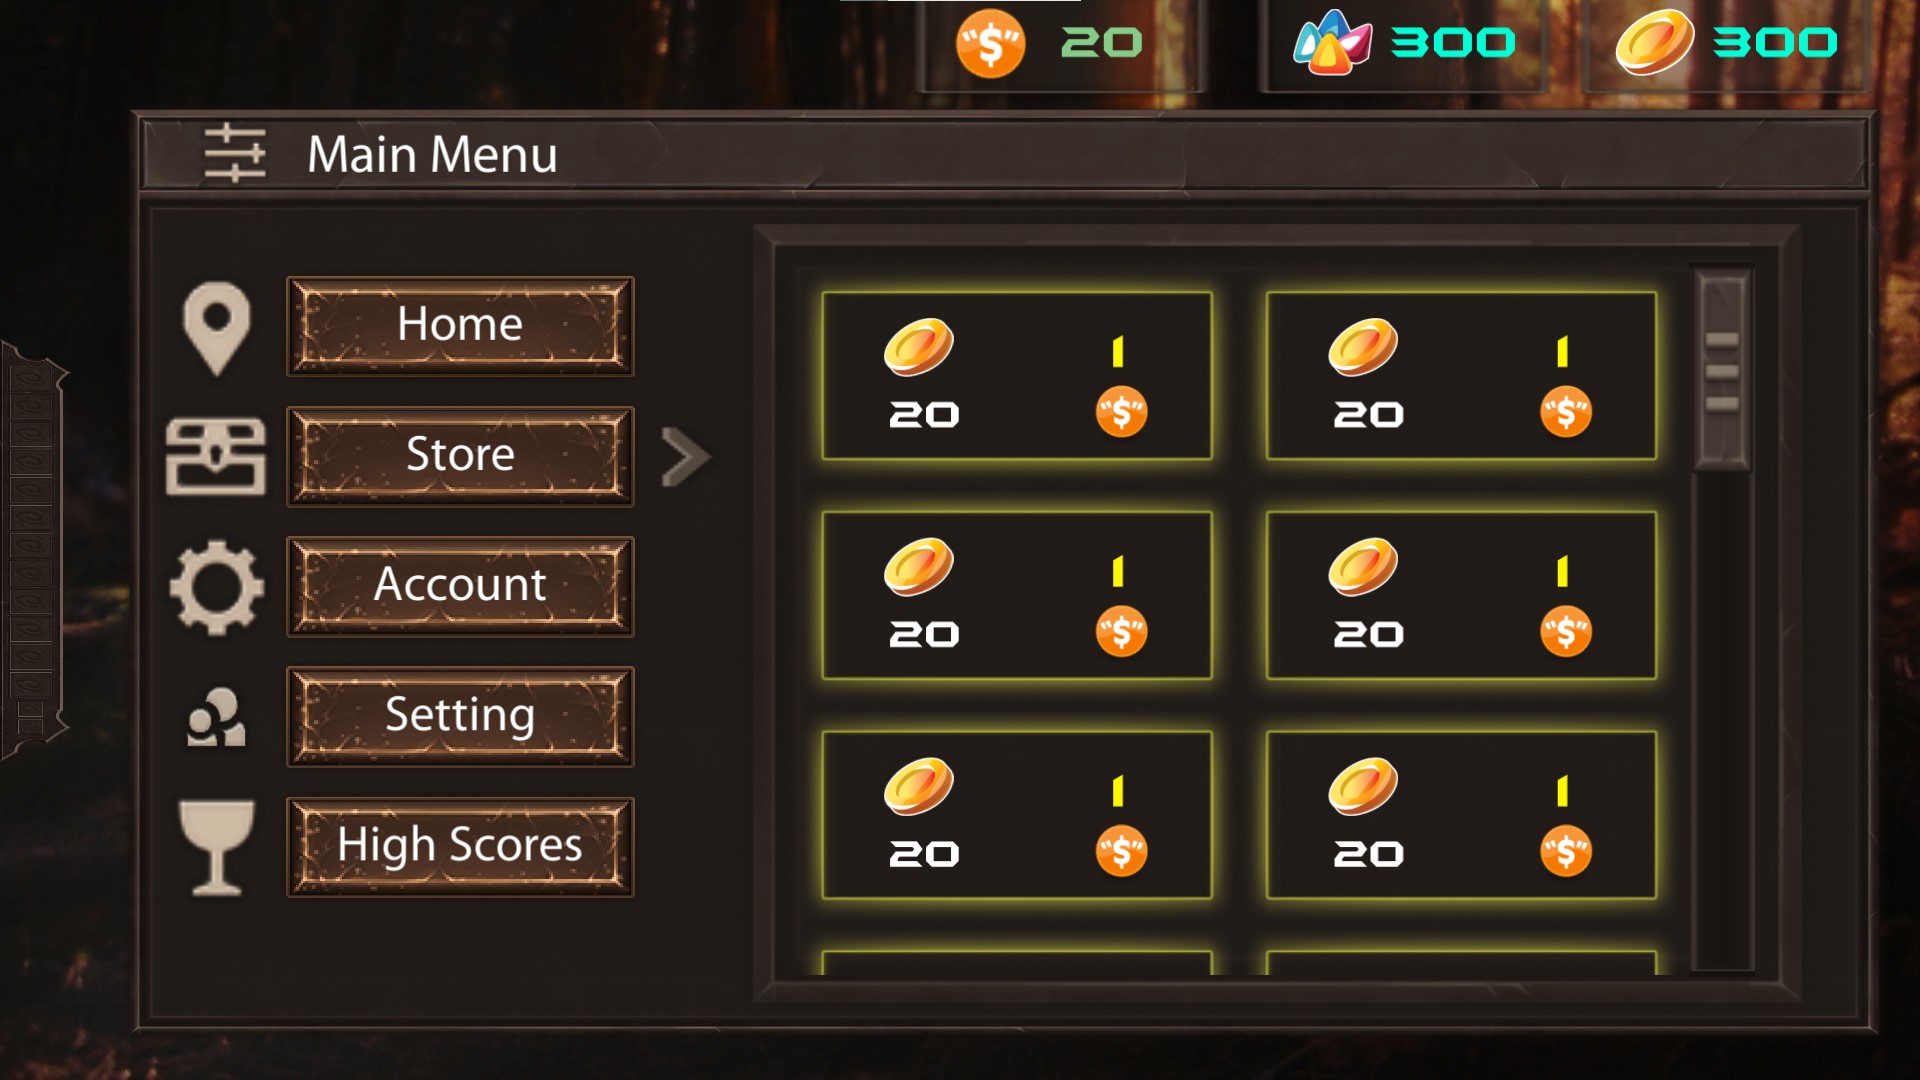 "$" 20 300 300
Main Menu
Home
Store
Account
Setting
High Scores
1 1
20 "$" 20 "$"
1 1
20 "$" 20 "$"
1 1
20 "$" 20 "$"